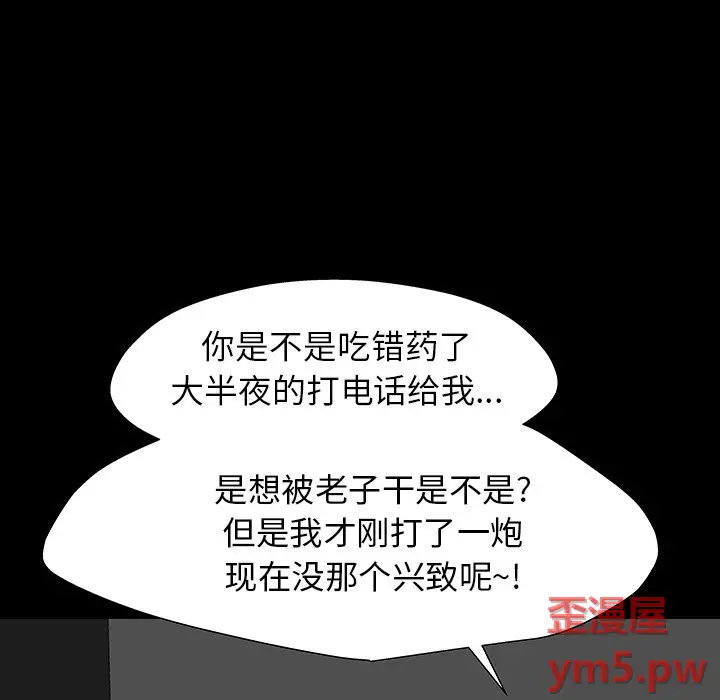 你是不是吃错药了
大半夜的打电话给我...
是想被老子干是不是?
但是我才刚打了一炮
现在没那个兴致呢~!
歪漫屋
ym5.pw